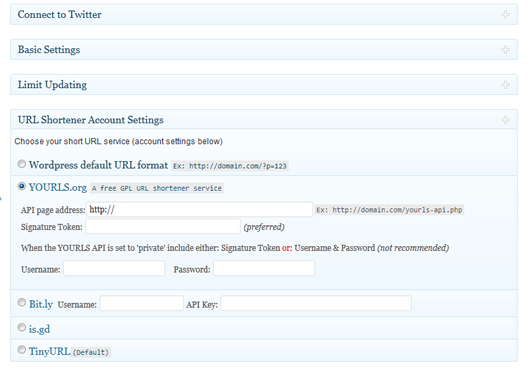 Connect to Twitter
Basic Settings
Limit Updating
URL Shortener Account Settings
Choose your short URL service (account settings below)
Wordpress default URL format Ex: http://domain.com/?p=123
YOURLS.org A free GPL URL shortener service
API page address: http:// Ex: http://domain.com/yourls-api.php
Signature Token: (preferred)
When the YOURLS API is set to 'private' include either: Signature Token or: Username & Password (not recommended)
Username: Password:
Bit.ly Username: API Key:
is.gd
TinyURL (Default)